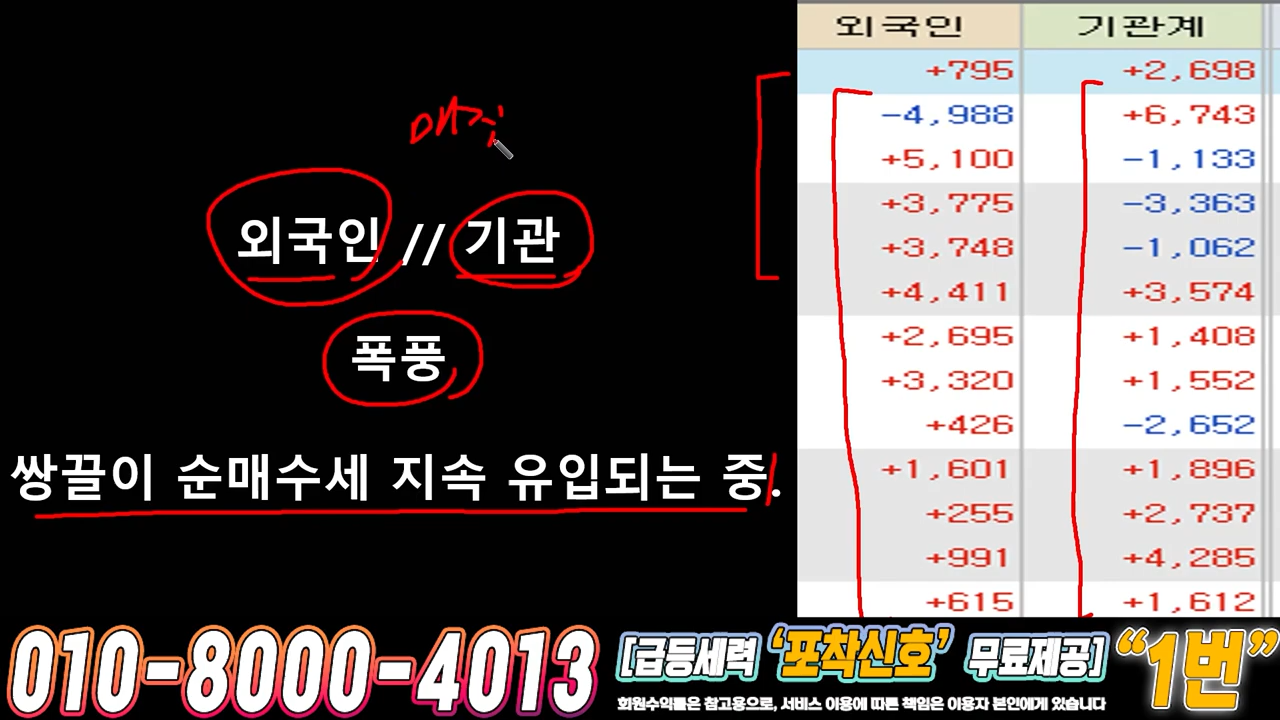 외국인 // 기관
폭풍
쌍끌이 순매수세 지속 유입되는 중.
외국인 기관계
+795 +2,698
-4,988 +6,743
+5,100 -1,133
+3,775 -3,363
+3,748 -1,062
+4,411 +3,574
+2,695 +1,408
+3,320 +1,552
+426 -2,652
+1,601 +1,896
+255 +2,737
+991 +4,285
+615 +1,612
010-8000-4013
[급등세력 '포착신호' 무료제공] "1번"
회원수익률은 참고용으로, 서비스 이용에 따른 책임은 이용자 본인에게 있습니다